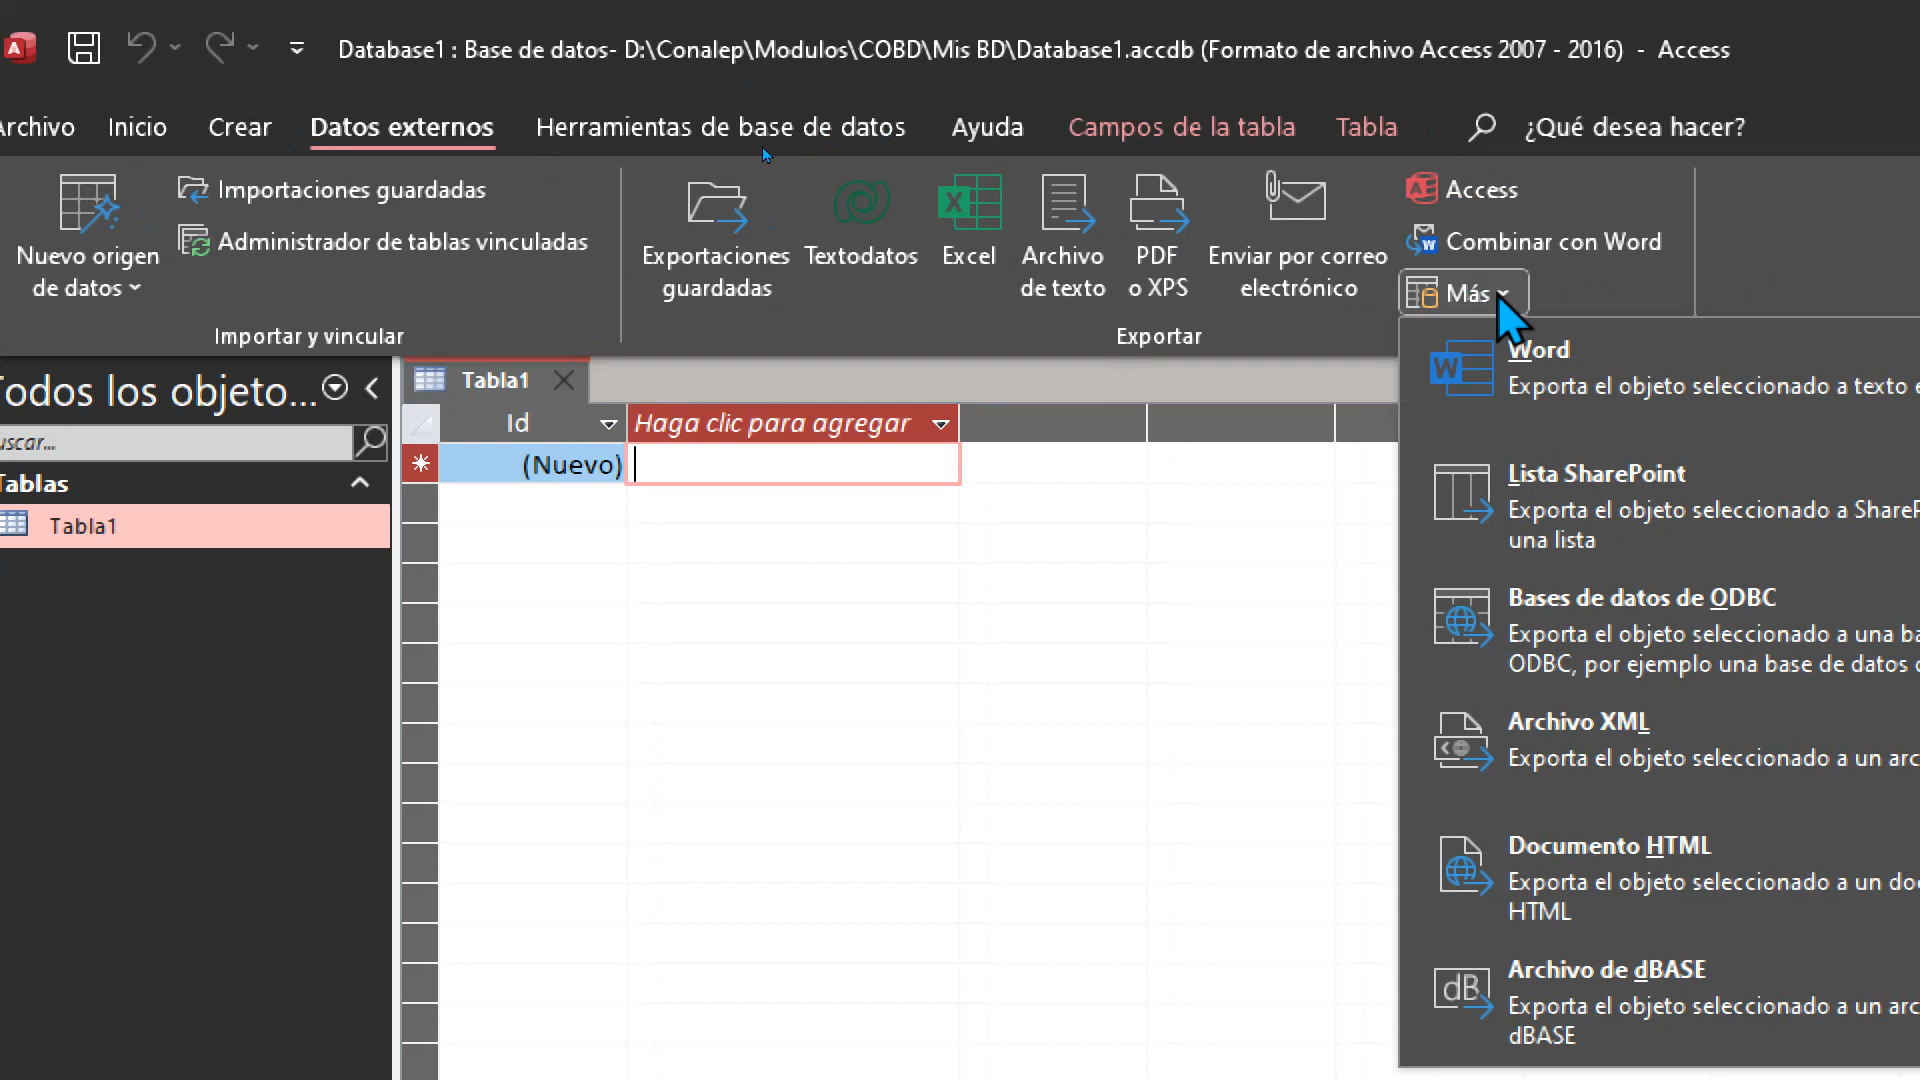 Database1 : Base de datos- D:\Conalep\Modulos\COBD\Mis BD\Database1.accdb (Formato de archivo Access 2007 - 2016) - Access
Archivo Inicio Crear Datos externos Herramientas de base de datos Ayuda Campos de la tabla Tabla ¿Qué desea hacer?
Nuevo origen
de datos
Importaciones guardadas
Administrador de tablas vinculadas
Importar y vincular
Exportaciones
guardadas
Textodatos
Excel
Archivo
de texto
PDF
o XPS
Enviar por correo
electrónico
Access
Combinar con Word
Más
Exportar
Todos los objeto...
uscar...
Tablas
Tabla1
Tabla1
Id Haga clic para agregar
(Nuevo)
Word
Exporta el objeto seleccionado a texto e
Lista SharePoint
Exporta el objeto seleccionado a ShareP
una lista
Bases de datos de ODBC
Exporta el objeto seleccionado a una ba
ODBC, por ejemplo una base de datos
Archivo XML
Exporta el objeto seleccionado a un arc
Documento HTML
Exporta el objeto seleccionado a un do
HTML
Archivo de dBASE
Exporta el objeto seleccionado a un arc
dBASE